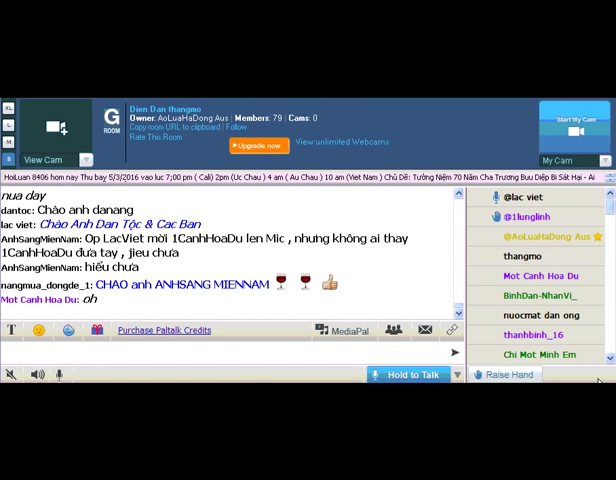 XL
L
M
S
View Cam
G
ROOM
Dien Dan thangmo
Owner: AoLuaHaDong Aus | Members: 79 | Cams: 0
Copy room URL to clipboard | Follow
Rate This Room
Upgrade now
View unlimited Webcams
Start My Cam
My Cam
HoiLuan 8406 hom nay Thu bay 5/3/2016 vao luc 7;00 pm ( Cali) 2pm (Uc Chau ) 4 am ( Au Chau ) 10 am (Viet Nam ) Chủ Đề: Tưởng Niệm 70 Năm Cha Trương Bưu Diệp Bi Sát Hại - Ai
nua day
dantoc: Chào anh danang
lac viet: Chào Anh Dan Tộc & Cac Ban
AnhSangMienNam: Op LacViet mời 1CanhHoaDu len Mic , nhưng không ai thay
1CanhHoaDu đưa tay , jieu chưa
AnhSangMienNam: hiểu chưa
nangmua_dongde_1: CHAO anh ANHSANG MIENNAM
Mot Canh Hoa Du: oh
T
Purchase Paltalk Credits
MediaPal
Hold to Talk
@lac viet
@1lunglinh
@AoLuaHaDong Aus
thangmo
Mot Canh Hoa Du
BinhDan-NhanVi_
nuocmat dan ong
thanhbinh_16
Chi Mot Minh Em
Raise Hand